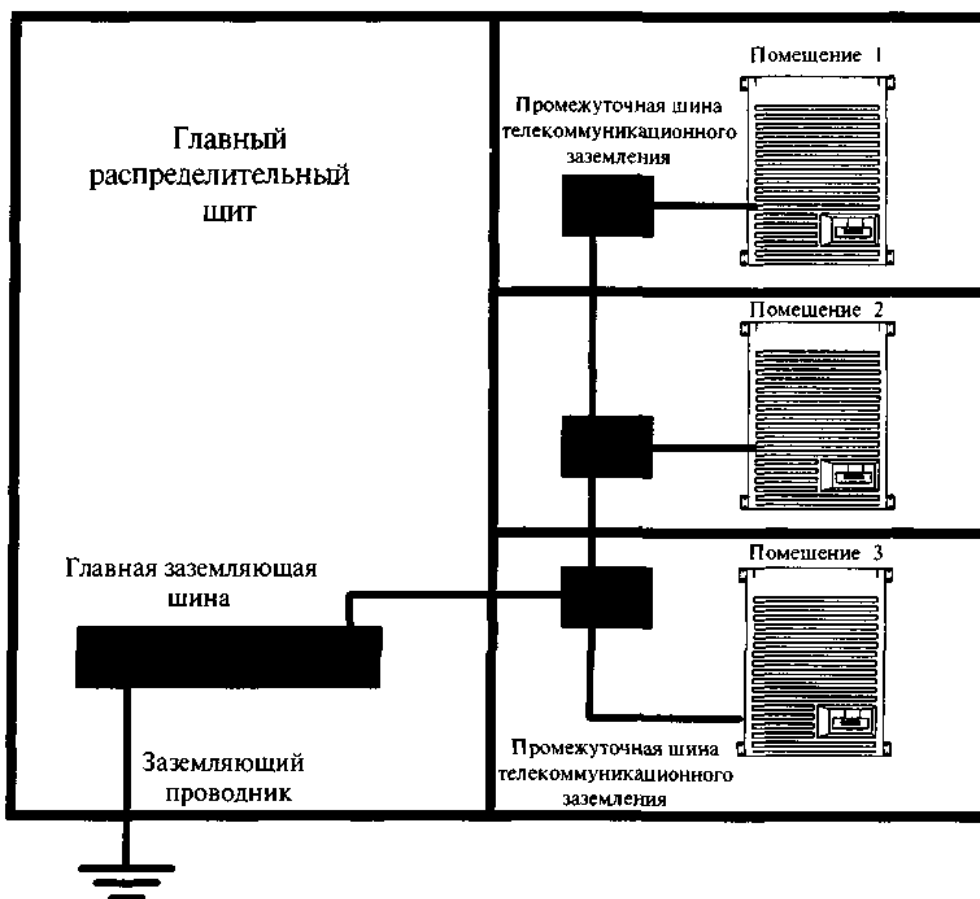 Главный
распределительный
щит
Помещение 1
Промежуточная шина
телекоммуникационного
заземления
Помещение 2
Помещение 3
Главная заземляющая
шина
Заземляющий
проводник
Промежуточная шина
телекоммуникационного
заземления